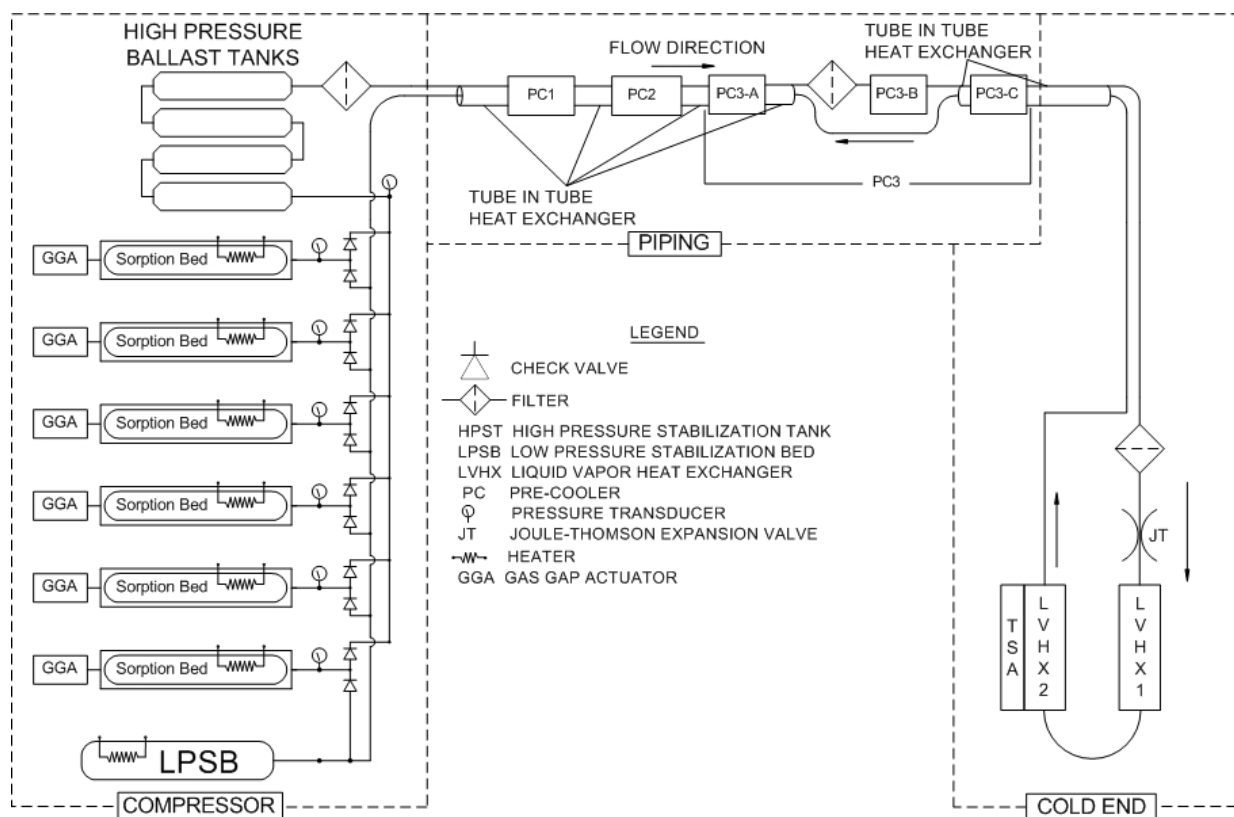 HIGH PRESSURE
BALLAST TANKS
FLOW DIRECTION
TUBE IN TUBE
HEAT EXCHANGER
PC1
PC2
PC3-A
PC3-B
PC3-C
PC3
TUBE IN TUBE
HEAT EXCHANGER
PIPING
GGA
Sorption Bed
GGA
Sorption Bed
GGA
Sorption Bed
GGA
Sorption Bed
GGA
Sorption Bed
GGA
Sorption Bed
LPSB
COMPRESSOR
LEGEND
CHECK VALVE
FILTER
HPST HIGH PRESSURE STABILIZATION TANK
LPSB LOW PRESSURE STABILIZATION BED
LVHX LIQUID VAPOR HEAT EXCHANGER
PC PRE-COOLER
PRESSURE TRANSDUCER
JT JOULE-THOMSON EXPANSION VALVE
HEATER
GGA GAS GAP ACTUATOR
JT
TSA
LVHX2
LVHX1
COLD END